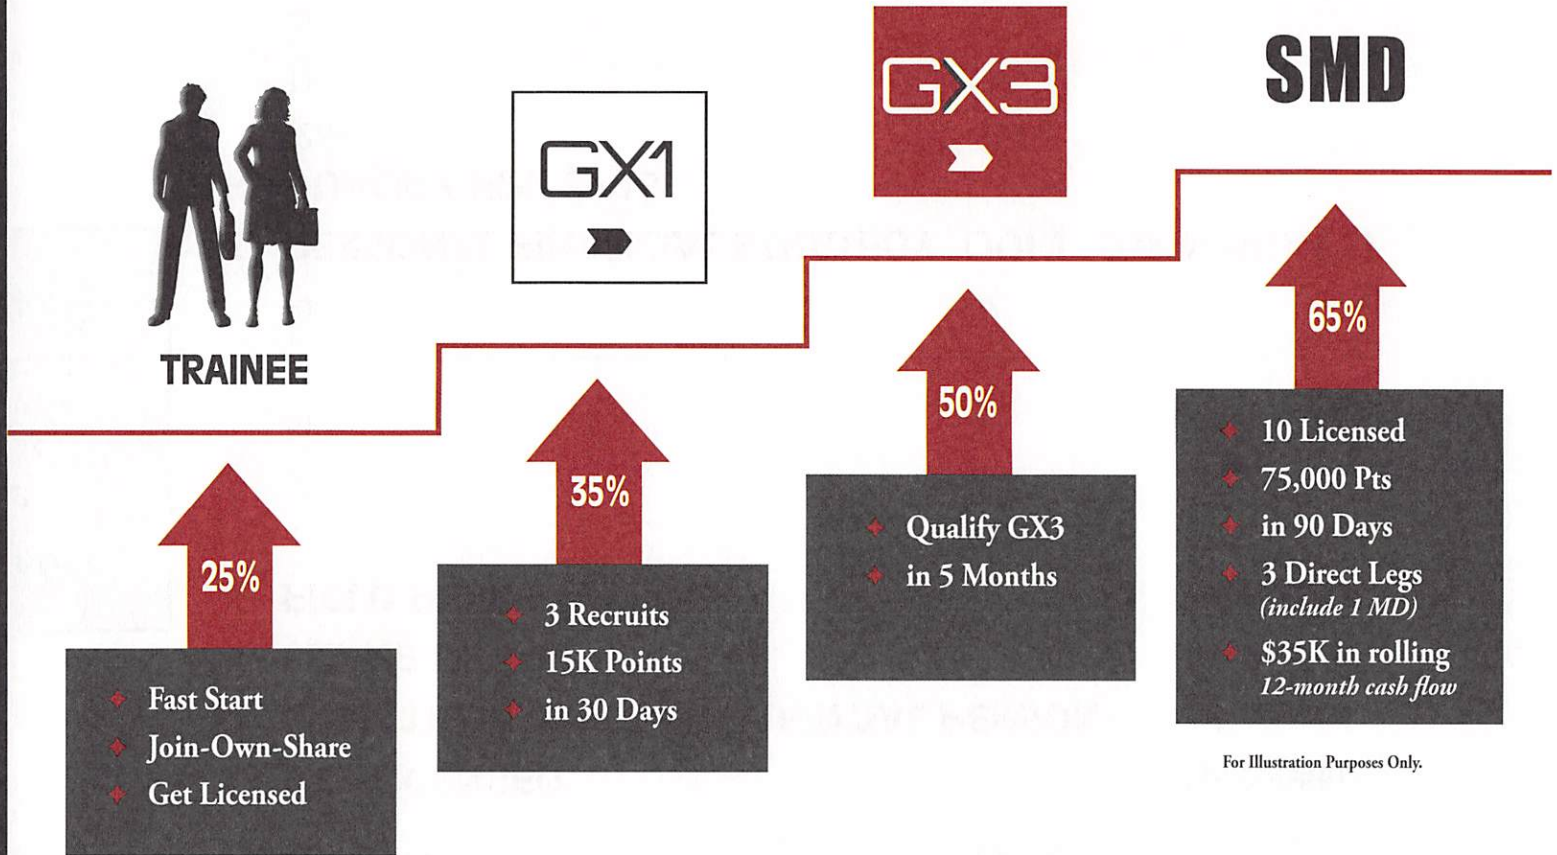 TRAINEE
25%
Fast Start
Join-Own-Share
Get Licensed
GX1
35%
3 Recruits
15K Points
in 30 Days
GX3
50%
Qualify GX3
in 5 Months
SMD
65%
10 Licensed
75,000 Pts
in 90 Days
3 Direct Legs
(include 1 MD)
$35K in rolling
12-month cash flow
For Illustration Purposes Only.